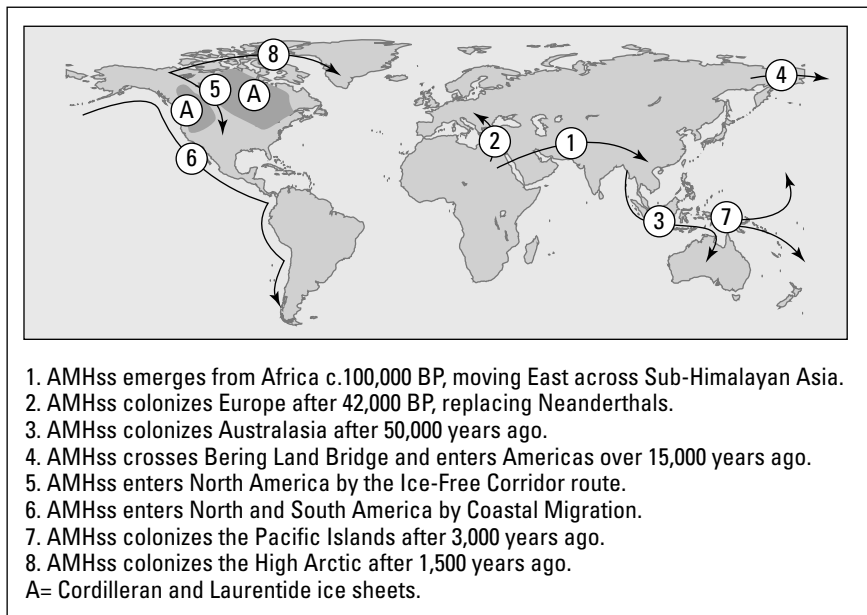 8
4
5
A
A
2
1
6
3
7
1. AMHss emerges from Africa c.100,000 BP, moving East across Sub-Himalayan Asia.
2. AMHss colonizes Europe after 42,000 BP, replacing Neanderthals.
3. AMHss colonizes Australasia after 50,000 years ago.
4. AMHss crosses Bering Land Bridge and enters Americas over 15,000 years ago.
5. AMHss enters North America by the Ice-Free Corridor route.
6. AMHss enters North and South America by Coastal Migration.
7. AMHss colonizes the Pacific Islands after 3,000 years ago.
8. AMHss colonizes the High Arctic after 1,500 years ago.
A= Cordilleran and Laurentide ice sheets.